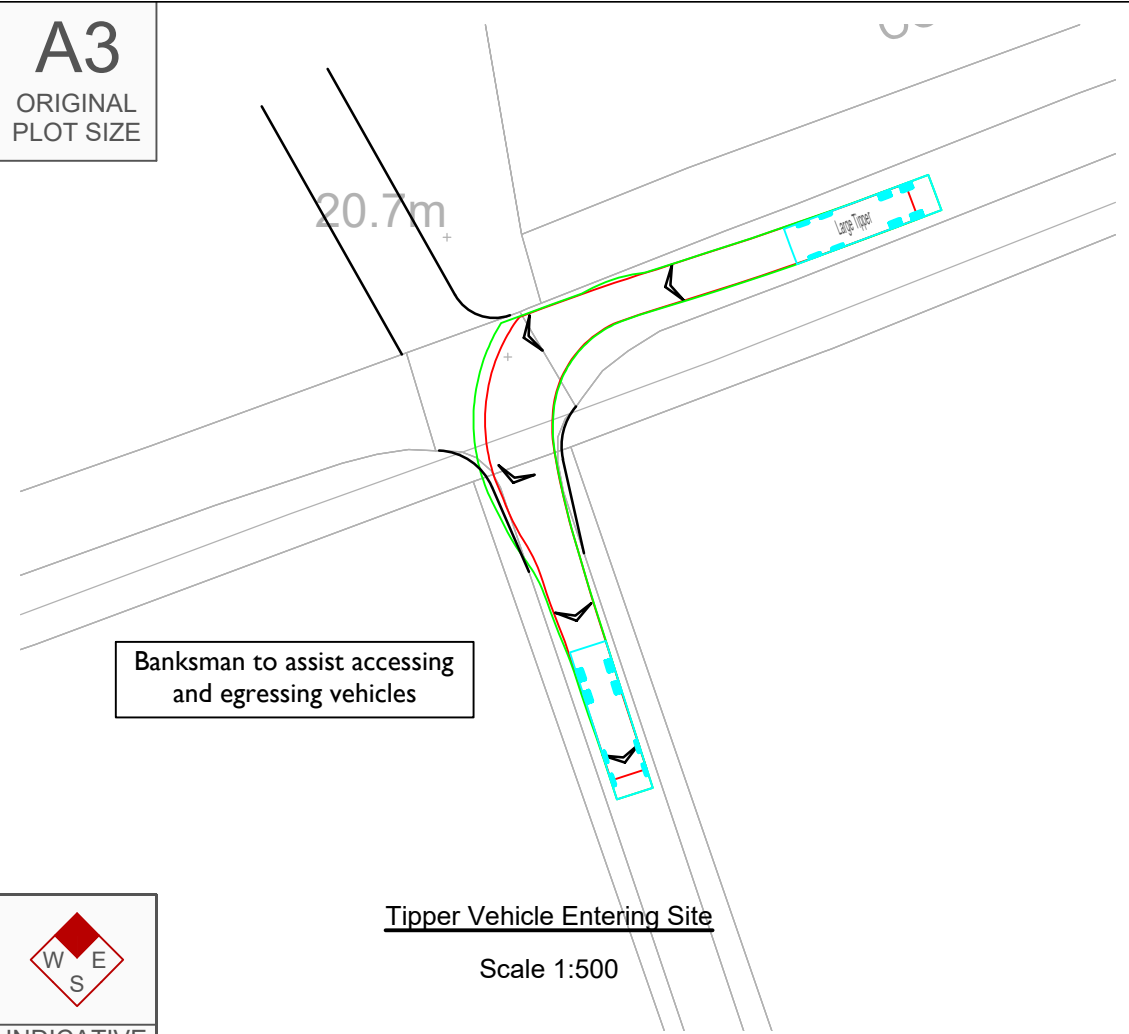 A3
ORIGINAL
PLOT SIZE
20.7m
Large Tipper
Banksman to assist accessing
and egressing vehicles
Tipper Vehicle Entering Site
Scale 1:500
W E
S
INDICATIVE